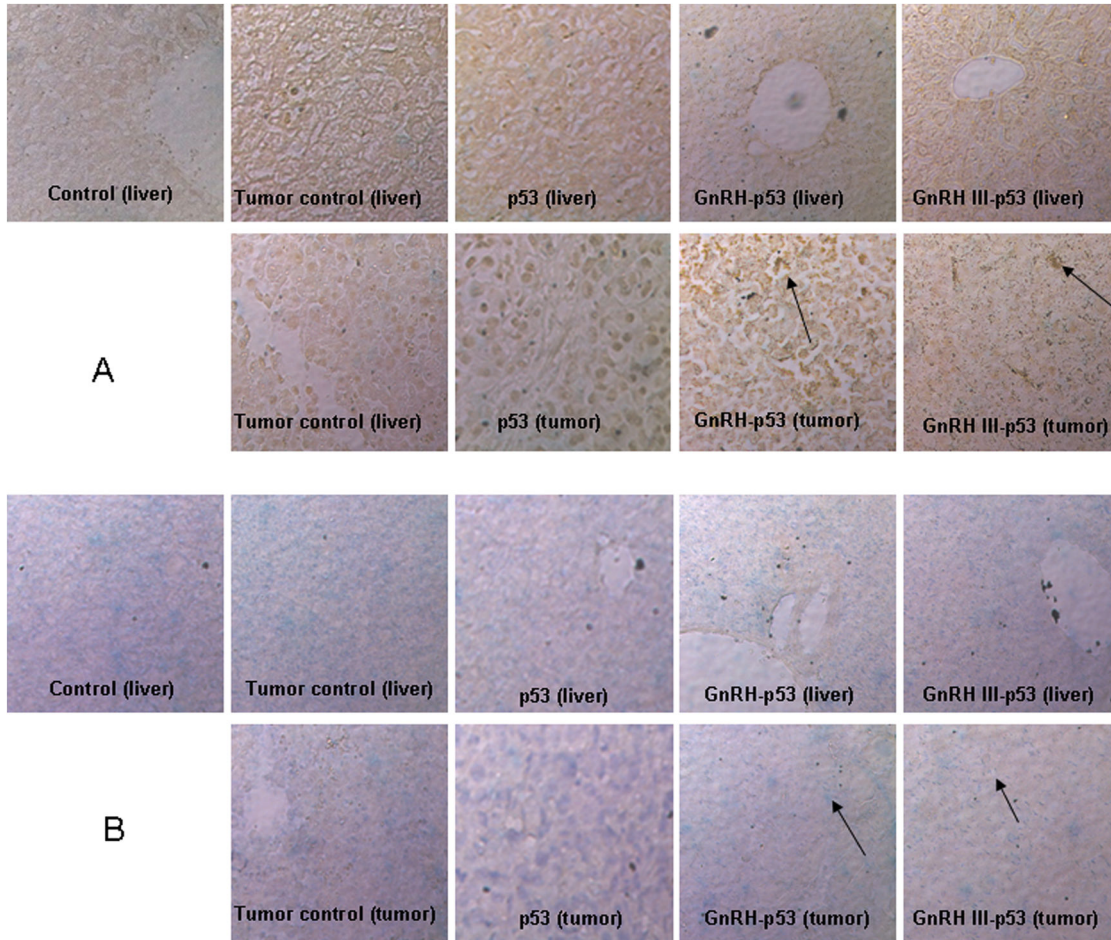 Control (liver)
Tumor control (liver)
p53 (liver)
GnRH-p53 (liver)
GnRH III-p53 (liver)
A
Tumor control (liver)
p53 (tumor)
GnRH-p53 (tumor)
GnRH III-p53 (tumor)
Control (liver)
Tumor control (liver)
p53 (liver)
GnRH-p53 (liver)
GnRH III-p53 (liver)
B
Tumor control (tumor)
p53 (tumor)
GnRH-p53 (tumor)
GnRH III-p53 (tumor)